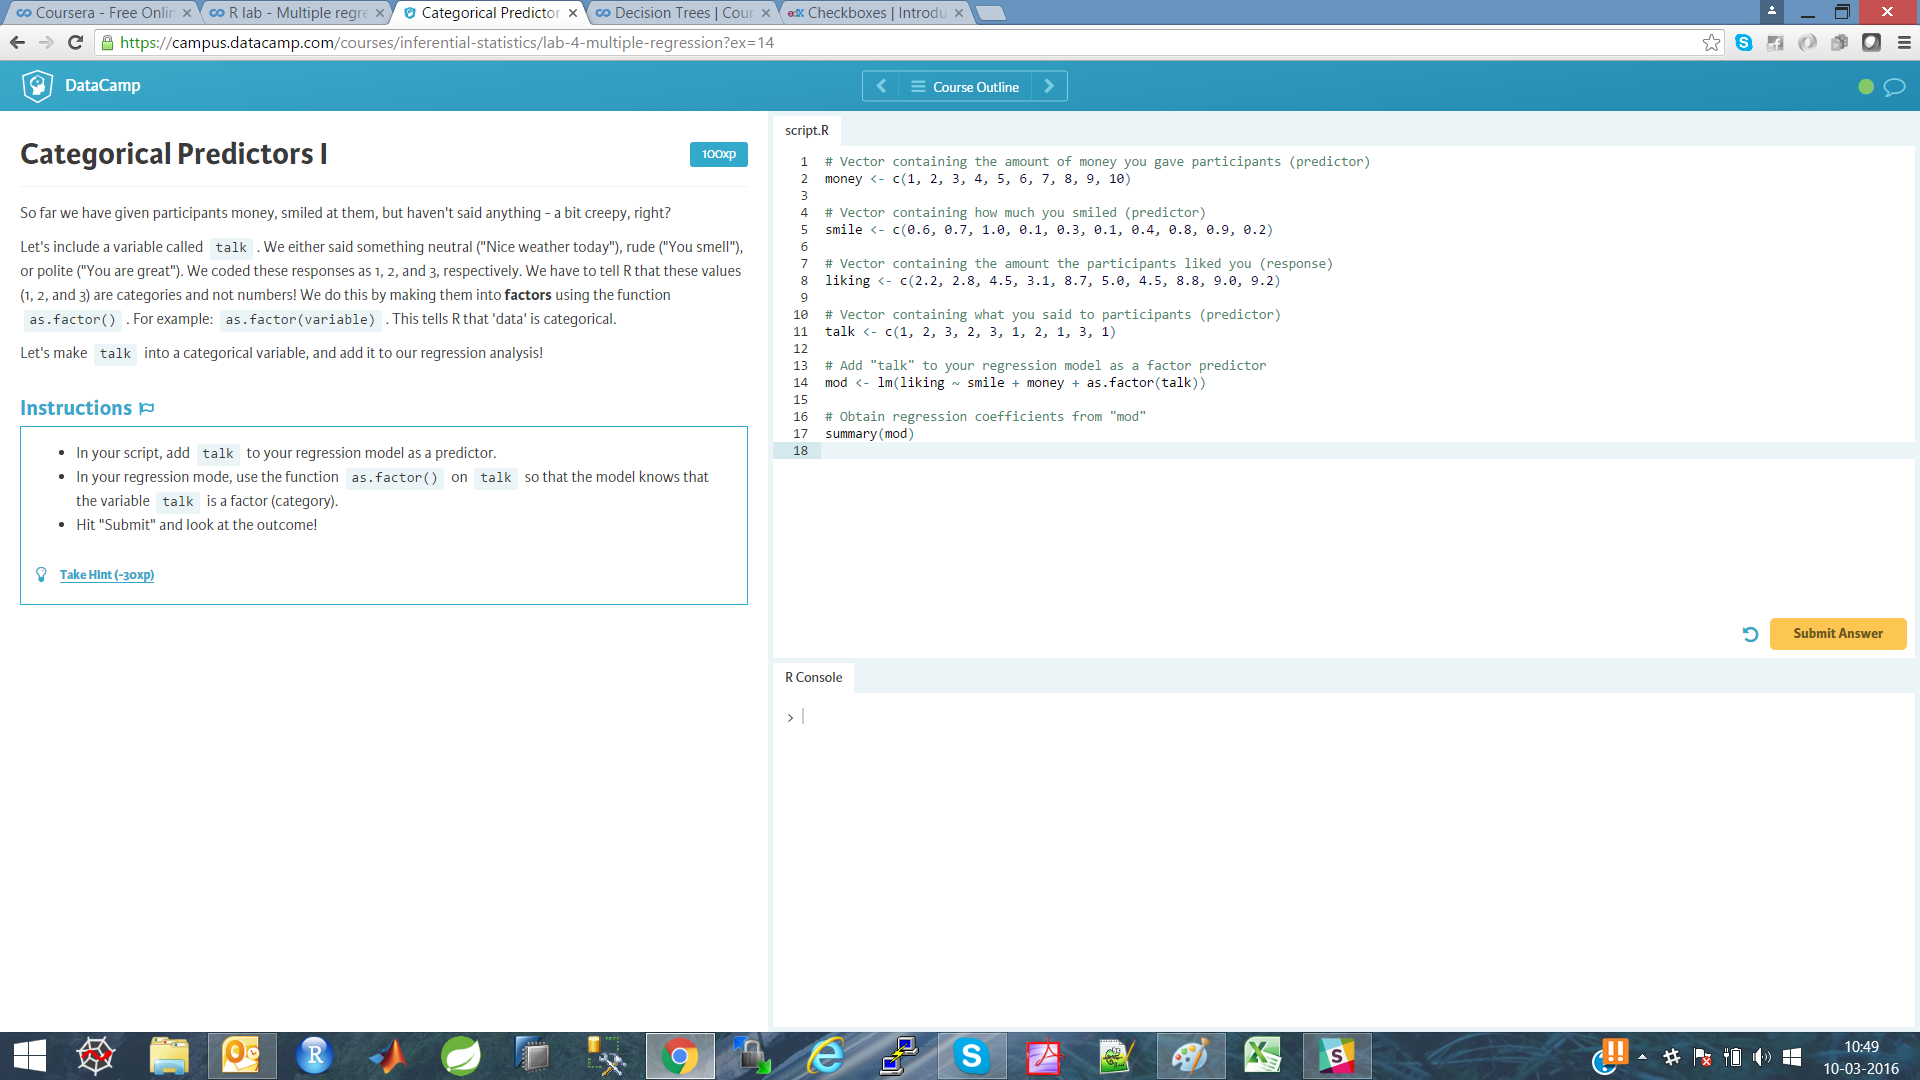 Coursera - Free Onlin
R lab - Multiple regre
Categorical Predictor
Decision Trees | Cour
Checkboxes | Introdu
https://campus.datacamp.com/courses/inferential-statistics/lab-4-multiple-regression?ex=14
DataCamp
Course Outline
Categorical Predictors I
100xp
So far we have given participants money, smiled at them, but haven't said anything - a bit creepy, right?
Let's include a variable called talk . We either said something neutral ("Nice weather today"), rude ("You smell"),
or polite ("You are great"). We coded these responses as 1, 2, and 3, respectively. We have to tell R that these values
(1, 2, and 3) are categories and not numbers! We do this by making them into factors using the function
as.factor() . For example: as.factor(variable) . This tells R that 'data' is categorical.
Let's make talk into a categorical variable, and add it to our regression analysis!
Instructions
In your script, add talk to your regression model as a predictor.
In your regression mode, use the function as.factor() on talk so that the model knows that
the variable talk is a factor (category).
Hit "Submit" and look at the outcome!
Take Hint (-30xp)
script.R
1 # Vector containing the amount of money you gave participants (predictor)
2 money <- c(1, 2, 3, 4, 5, 6, 7, 8, 9, 10)
3
4 # Vector containing how much you smiled (predictor)
5 smile <- c(0.6, 0.7, 1.0, 0.1, 0.3, 0.1, 0.4, 0.8, 0.9, 0.2)
6
7 # Vector containing the amount the participants liked you (response)
8 liking <- c(2.2, 2.8, 4.5, 3.1, 8.7, 5.0, 4.5, 8.8, 9.0, 9.2)
9
10 # Vector containing what you said to participants (predictor)
11 talk <- c(1, 2, 3, 2, 3, 1, 2, 1, 3, 1)
12
13 # Add "talk" to your regression model as a factor predictor
14 mod <- lm(liking ~ smile + money + as.factor(talk))
15
16 # Obtain regression coefficients from "mod"
17 summary(mod)
18
Submit Answer
R Console
>
10:49
10-03-2016